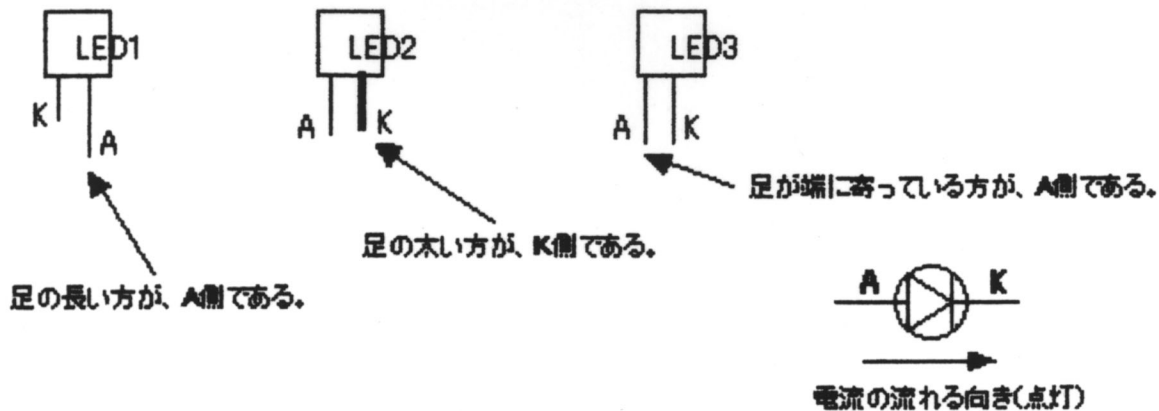 LED1
LED2
LED3
K
A
A
K
A
K
足が端に寄っている方が、A側である。
足の太い方が、K側である。
足の長い方が、A側である。
A
K
電流の流れる向き(点灯)